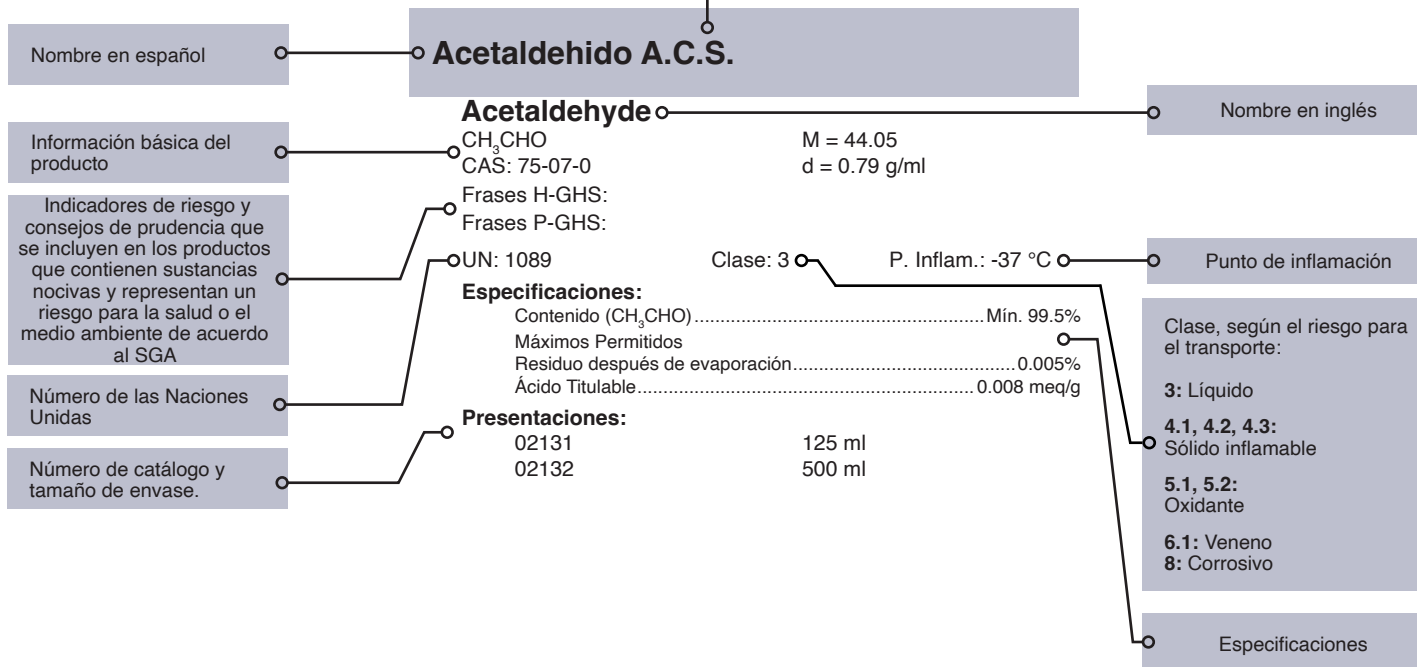 Nombre en español
Acetaldehido A.C.S.
Acetaldehyde
Nombre en inglés
Información básica del
producto
CH₃CHO M = 44.05
CAS: 75-07-0 d = 0.79 g/ml
Indicadores de riesgo y
consejos de prudencia que
se incluyen en los productos
que contienen sustancias
nocivas y representan un
riesgo para la salud o el
medio ambiente de acuerdo
al SGA
Frases H-GHS:
Frases P-GHS:
UN: 1089 Clase: 3 P. Inflam.: -37 °C
Punto de inflamación
Especificaciones:
Contenido (CH₃CHO)........................................................Mín. 99.5%
Máximos Permitidos
Residuo después de evaporación...........................................0.005%
Ácido Titulable.................................................................0.008 meq/g
Clase, según el riesgo para
el transporte:
3: Líquido
4.1, 4.2, 4.3:
Sólido inflamable
5.1, 5.2:
Oxidante
6.1: Veneno
8: Corrosivo
Número de las Naciones
Unidas
Presentaciones:
02131 125 ml
02132 500 ml
Número de catálogo y
tamaño de envase.
Especificaciones